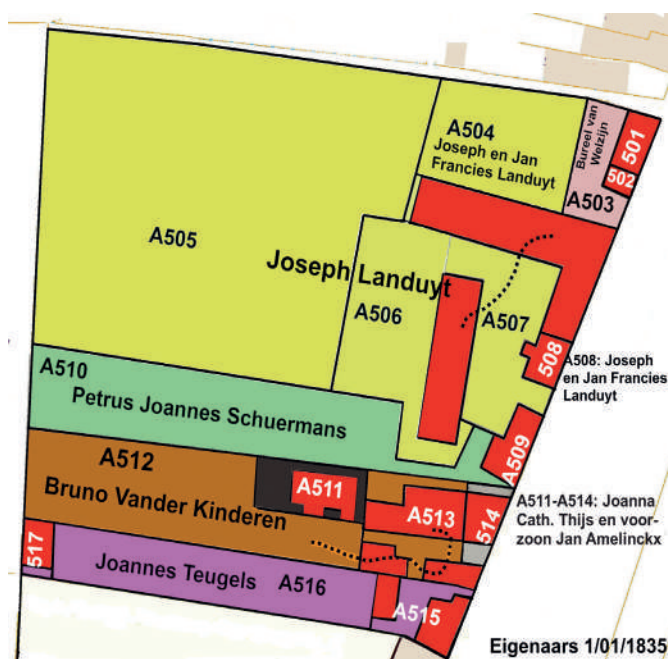 A504
Joseph en Jan
Francies Landuyt
Bureel van
Welzijn
501
502
A503
A505
Joseph Landuyt
A506
A507
508
A508: Joseph
en Jan Francies
Landuyt
A510
Petrus Joannes Schuermans
A509
A512
A511
Bruno Vander Kinderen
A513
514
A511-A514: Joanna
Cath. Thijs en voor-
zoon Jan Amelinckx
517
Joannes Teugels
A516
A515
Eigenaars 1/01/1835